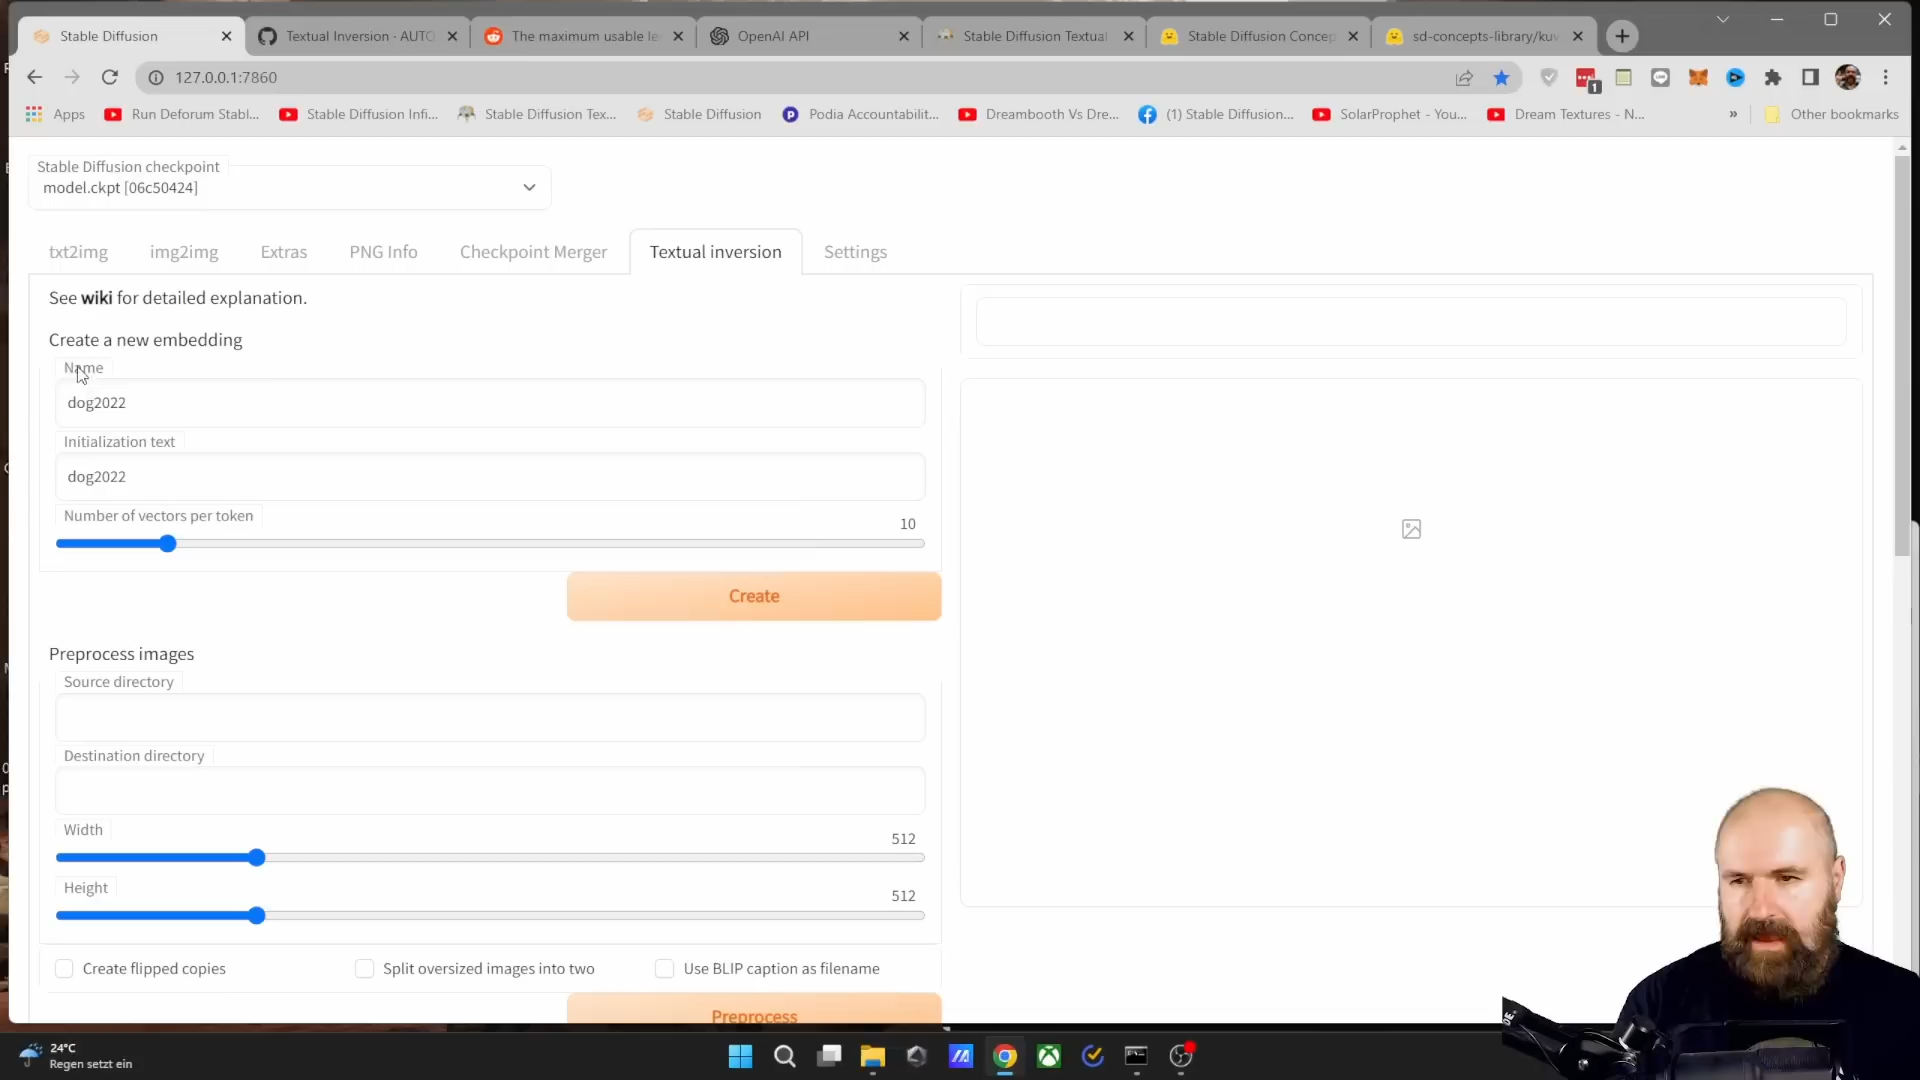 Stable Diffusion
Textual Inversion · AUTO
The maximum usable le
OpenAI API
Stable Diffusion Textual
Stable Diffusion Concep
sd-concepts-library/kuv
127.0.0.1:7860
1
Apps
Run Deforum Stabl...
Stable Diffusion Infi...
Stable Diffusion Tex...
Stable Diffusion
Podia Accountabilit...
Dreambooth Vs Dre...
(1) Stable Diffusion...
SolarProphet - You...
Dream Textures - N...
»
Other bookmarks
Stable Diffusion checkpoint
model.ckpt [06c50424]
txt2img
img2img
Extras
PNG Info
Checkpoint Merger
Textual inversion
Settings
See wiki for detailed explanation.
Create a new embedding
Name
dog2022
Initialization text
dog2022
Number of vectors per token
10
Create
Preprocess images
Source directory
Destination directory
Width
512
Height
512
Create flipped copies
Split oversized images into two
Use BLIP caption as filename
Preprocess
24°C
Regen setzt ein